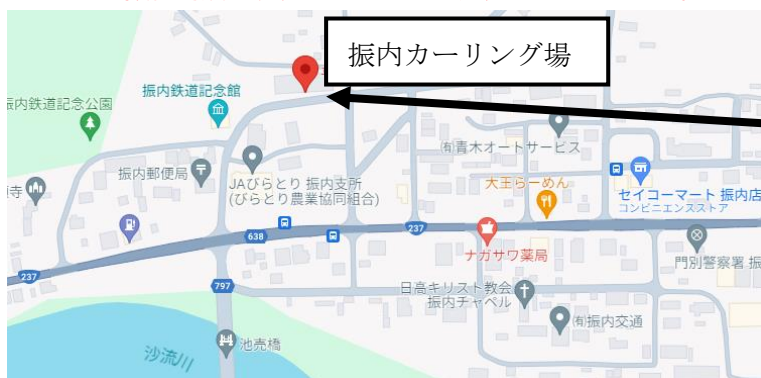 振内カーリング場
振内鉄道記念館
振内鉄道記念公園
(有)青木オートサービス
振内郵便局
JAびらとり 振内支所
(びらとり農業協同組合)
大王らーめん
セイコーマート 振内店
コンビニエンスストア
寺
638
237
ナガサワ薬局
門別警察署 振
237
797
日高キリスト教会
振内チャペル
(有)振内交通
池売橋
沙流川